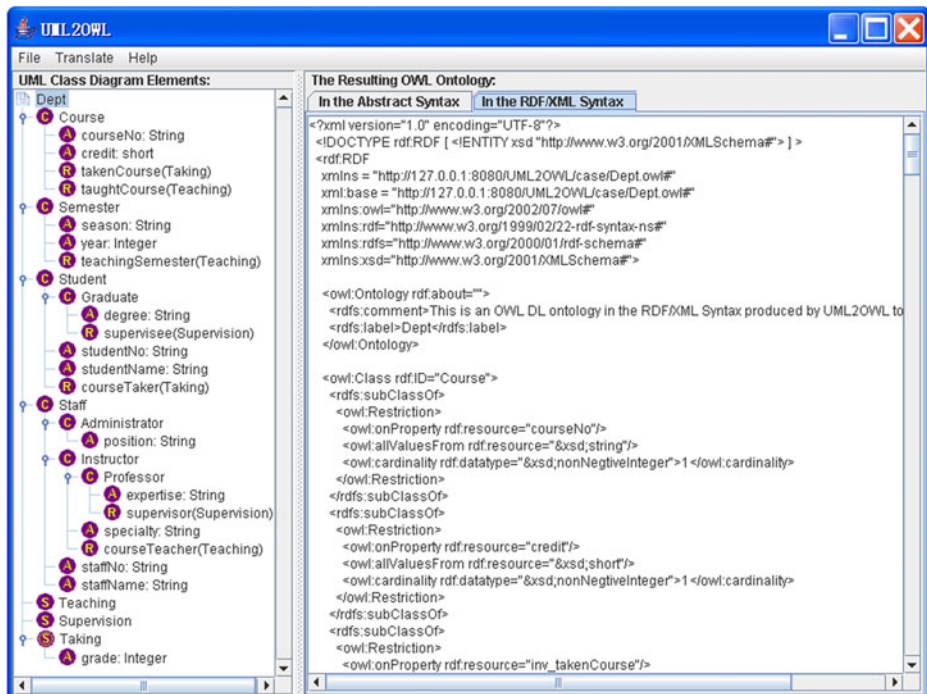 UML2OWL
File Translate Help
UML Class Diagram Elements:
Dept
C Course
A courseNo: String
A credit: short
R takenCourse(Taking)
R taughtCourse(Teaching)
C Semester
A season: String
A year: Integer
R teachingSemester(Teaching)
C Student
C Graduate
A degree: String
R supervisee(Supervision)
A studentNo: String
A studentName: String
R courseTaker(Taking)
C Staff
C Administrator
A position: String
C Instructor
C Professor
A expertise: String
R supervisor(Supervision)
A specialty: String
R courseTeacher(Teaching)
A staffNo: String
A staffName: String
S Teaching
S Supervision
S Taking
A grade: Integer
The Resulting OWL Ontology:
In the Abstract Syntax In the RDF/XML Syntax
<?xml version="1.0" encoding="UTF-8"?>
<!DOCTYPE rdf:RDF [ <!ENTITY xsd "http://www.w3.org/2001/XMLSchema#"> ] >
<rdf:RDF
xmlns = "http://127.0.0.1:8080/UML2OWL/case/Dept.owl#"
xml:base = "http://127.0.0.1:8080/UML2OWL/case/Dept.owl#"
xmlns:owl="http://www.w3.org/2002/07/owl#"
xmlns:rdf="http://www.w3.org/1999/02/22-rdf-syntax-ns#"
xmlns:rdfs="http://www.w3.org/2000/01/rdf-schema#"
xmlns:xsd="http://www.w3.org/2001/XMLSchema#">
<owl:Ontology rdf:about="">
<rdfs:comment>This is an OWL DL ontology in the RDF/XML Syntax produced by UML2OWL to
<rdfs:label>Dept</rdfs:label>
</owl:Ontology>
<owl:Class rdf:ID="Course">
<rdfs:subClassOf>
<owl:Restriction>
<owl:onProperty rdf:resource="courseNo"/>
<owl:allValuesFrom rdf:resource="&xsd;string"/>
<owl:cardinality rdf:datatype="&xsd;nonNegtiveInteger">1</owl:cardinality>
</owl:Restriction>
</rdfs:subClassOf>
<rdfs:subClassOf>
<owl:Restriction>
<owl:onProperty rdf:resource="credit"/>
<owl:allValuesFrom rdf:resource="&xsd;short"/>
<owl:cardinality rdf:datatype="&xsd;nonNegtiveInteger">1</owl:cardinality>
</owl:Restriction>
</rdfs:subClassOf>
<rdfs:subClassOf>
<owl:Restriction>
<owl:onProperty rdf:resource="inv_takenCourse"/>